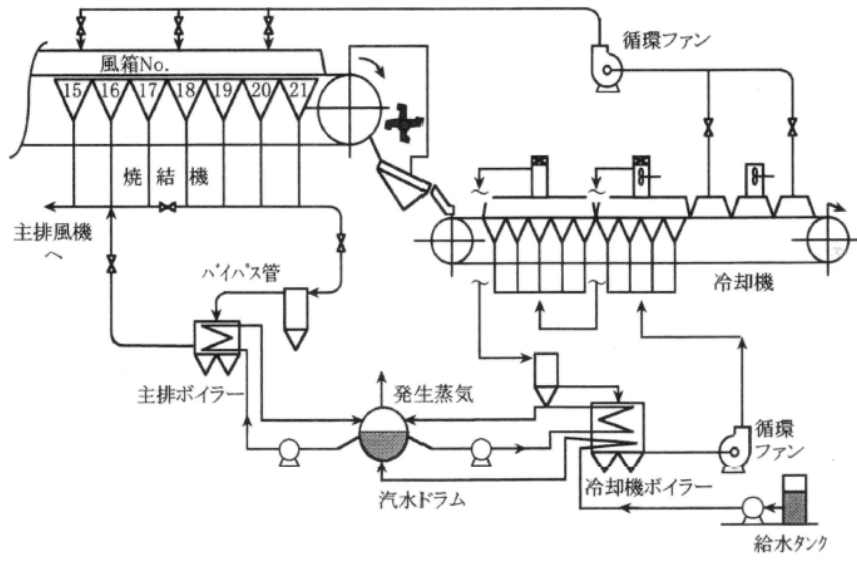 循環ファン
風箱No.
15 16 17 18 19 20 21
焼結機
主排風機
へ
バイパス管
冷却機
主排ボイラー
発生蒸気
循環
ファン
汽水ドラム
冷却機ボイラー
給水タンク